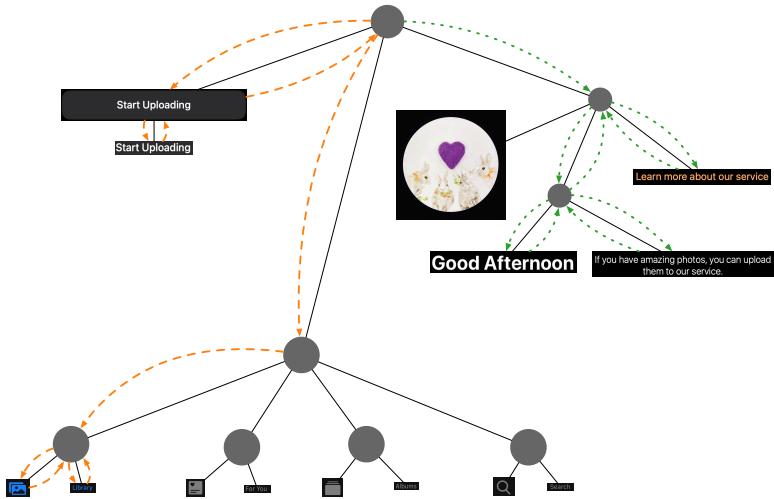 Start Uploading
Start Uploading
Learn more about our service
Good Afternoon
If you have amazing photos, you can upload
them to our service.
Library
For You
Albums
Search